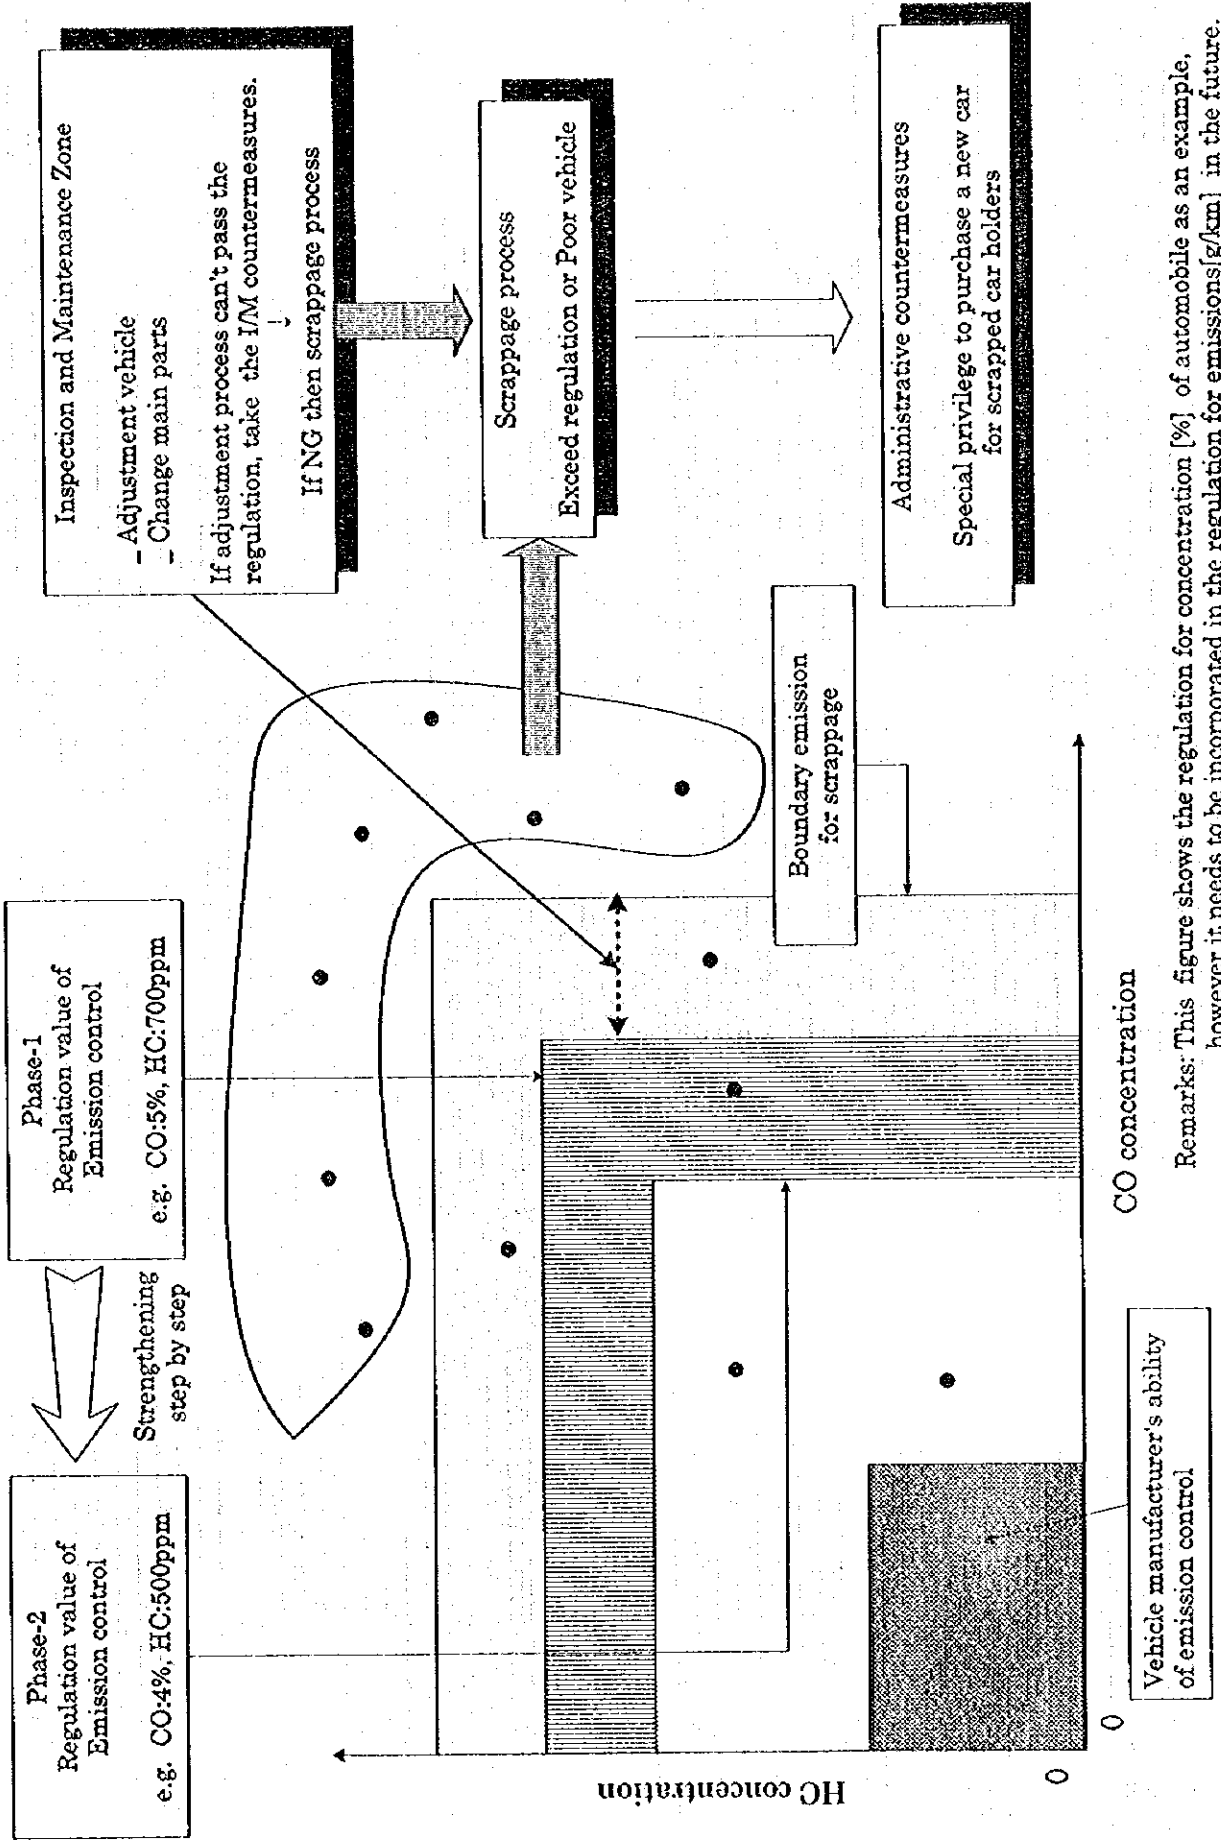 Phase-2
Regulation value of
Emission control
e.g. CO:4%, HC:500ppm
Strengthening
step by step
Phase-1
Regulation value of
Emission control
e.g. CO:5%, HC:700ppm
Inspection and Maintenance Zone
- Adjustment vehicle
- Change main parts
If adjustment process can't pass the
regulation, take the I/M countermeasures.
If NG then scrappage process
Scrappage process
Exceed regulation or Poor vehicle
Administrative countermeasures
Special privilege to purchase a new car
for scrapped car holders
Boundary emission
for scrappage
HC concentration
0
0
CO concentration
Vehicle manufacturer's ability
of emission control
Remarks: This figure shows the regulation for concentration [%] of automobile as an example,
however it needs to be incorporated in the regulation for emissions[g/km] in the future.